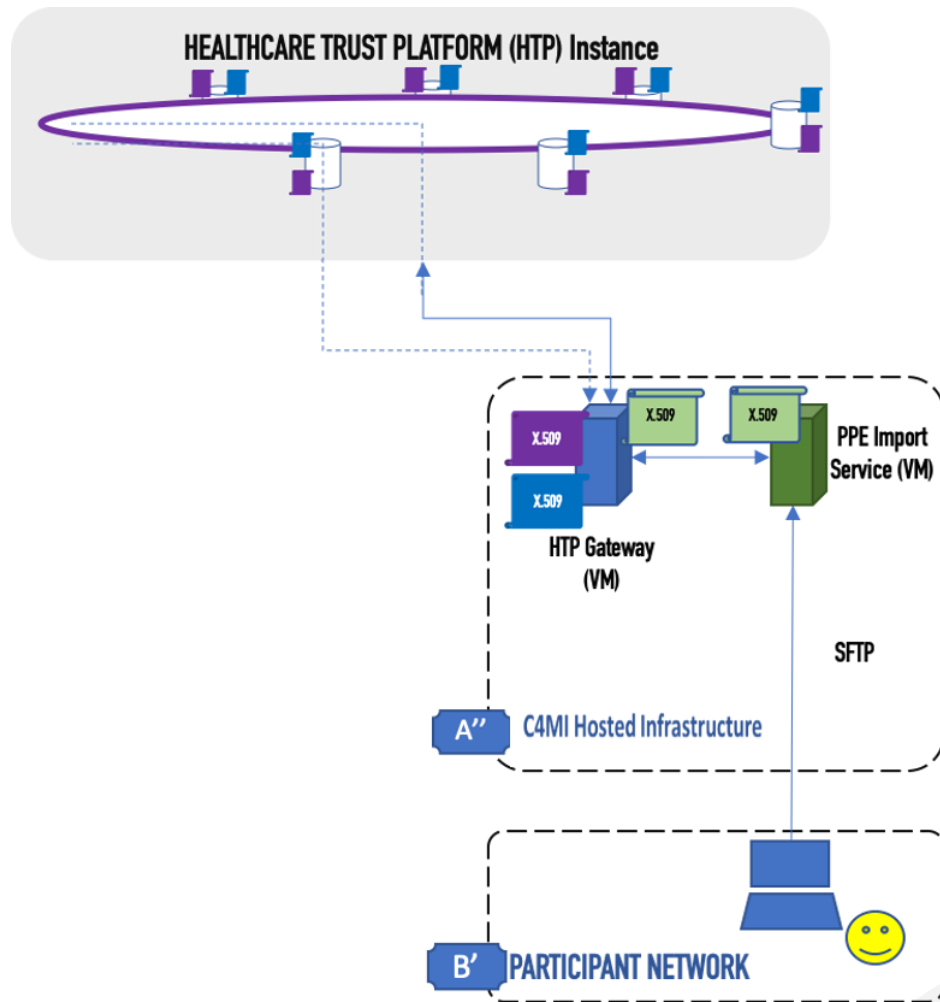 HEALTHCARE TRUST PLATFORM (HTP) Instance
X.509
X.509
X.509
X.509
PPE Import
Service (VM)
HTP Gateway
(VM)
SFTP
A’’ C4MI Hosted Infrastructure
B' PARTICIPANT NETWORK